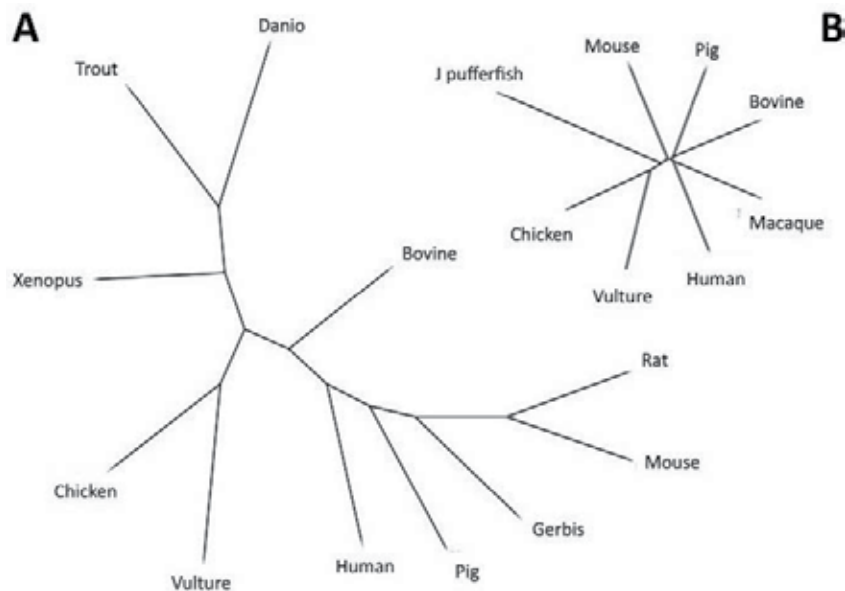 A
Danio
B
Trout
Mouse
Pig
J pufferfish
Bovine
Chicken
Macaque
Vulture
Human
Xenopus
Bovine
Rat
Mouse
Chicken
Gerbis
Vulture
Human
Pig